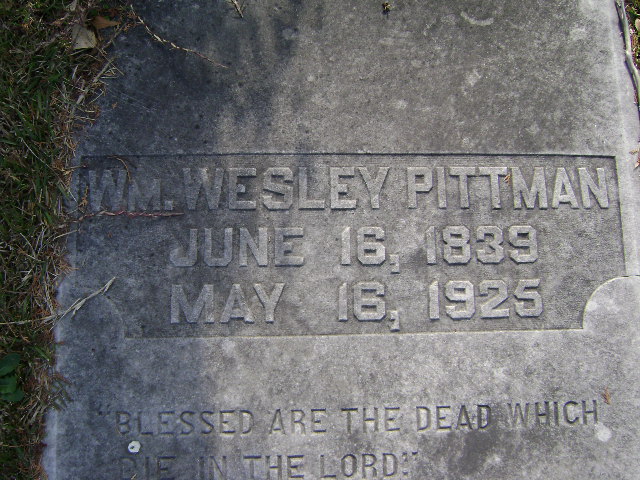 WM. WESLEY PITTMAN
JUNE 16, 1839
MAY 16, 1925
"BLESSED ARE THE DEAD WHICH
DIE IN THE LORD."